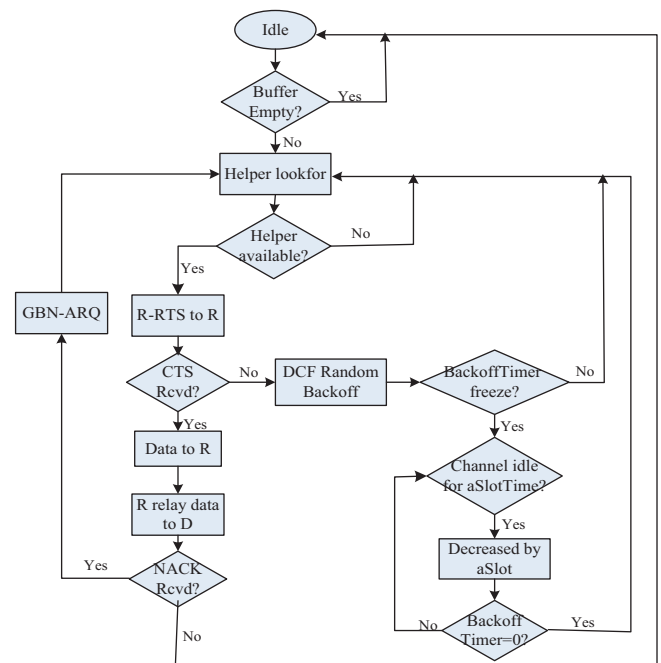 Idle
Buffer
Empty?
Yes
No
Helper lookfor
Helper
available?
No
Yes
GBN-ARQ
R-RTS to R
CTS
Rcvd?
No
DCF Random
Backoff
BackoffTimer
freeze?
No
Yes
Yes
Data to R
Channel idle
for aSlotTime?
R relay data
to D
Yes
Decreased by
aSlot
Yes
NACK
Rcvd?
No
No
Backoff
Timer=0?
Yes